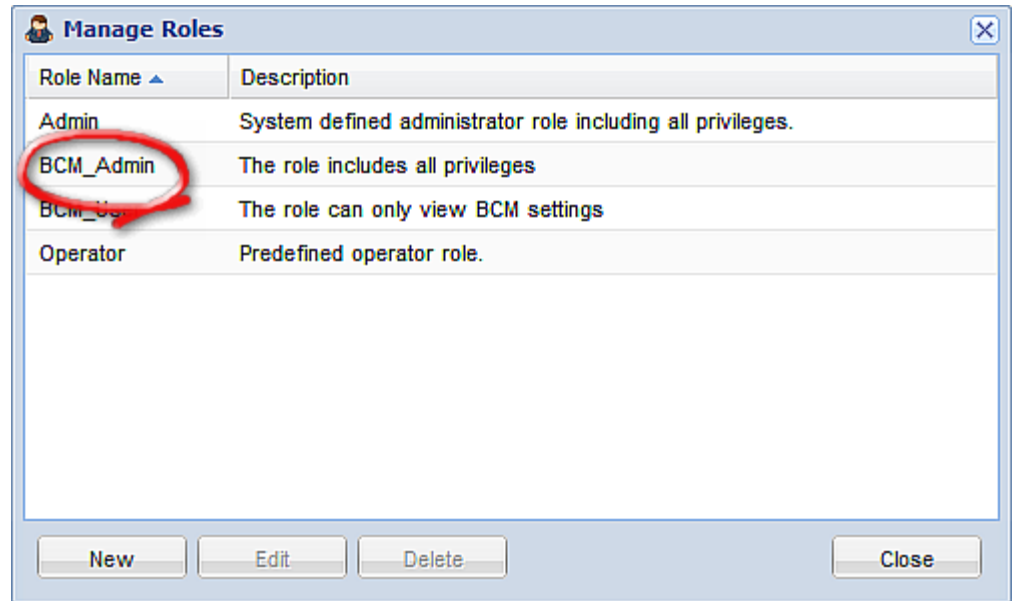 Manage Roles
Role Name Description
Admin System defined administrator role including all privileges.
BCM_Admin The role includes all privileges
BCM_User The role can only view BCM settings
Operator Predefined operator role.
New Edit Delete Close